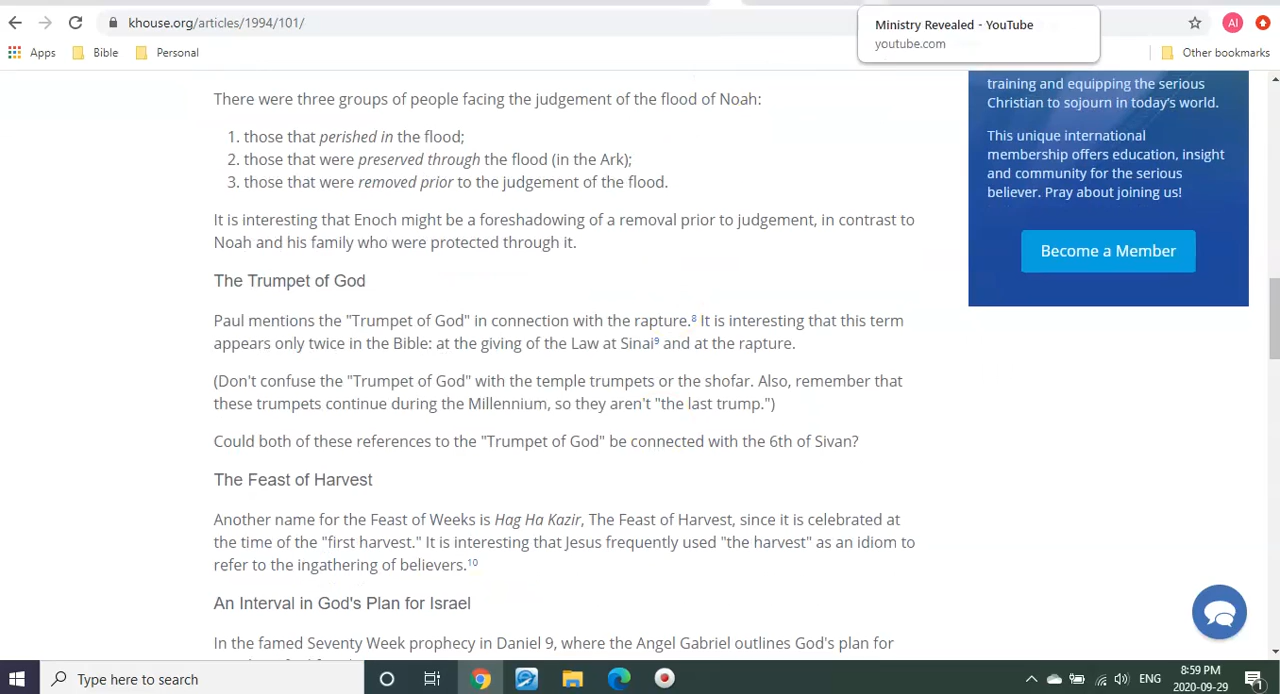 khouse.org/articles/1994/101/
Ministry Revealed - YouTube
youtube.com
AI
Apps
Bible
Personal
Other bookmarks
There were three groups of people facing the judgement of the flood of Noah:
1. those that perished in the flood;
2. those that were preserved through the flood (in the Ark);
3. those that were removed prior to the judgement of the flood.
It is interesting that Enoch might be a foreshadowing of a removal prior to judgement, in contrast to
Noah and his family who were protected through it.
The Trumpet of God
Paul mentions the "Trumpet of God" in connection with the rapture.8 It is interesting that this term
appears only twice in the Bible: at the giving of the Law at Sinai9 and at the rapture.
(Don't confuse the "Trumpet of God" with the temple trumpets or the shofar. Also, remember that
these trumpets continue during the Millennium, so they aren't "the last trump.")
Could both of these references to the "Trumpet of God" be connected with the 6th of Sivan?
The Feast of Harvest
Another name for the Feast of Weeks is Hag Ha Kazir, The Feast of Harvest, since it is celebrated at
the time of the "first harvest." It is interesting that Jesus frequently used "the harvest" as an idiom to
refer to the ingathering of believers.10
An Interval in God's Plan for Israel
In the famed Seventy Week prophecy in Daniel 9, where the Angel Gabriel outlines God's plan for
training and equipping the serious
Christian to sojourn in today's world.
This unique international
membership offers education, insight
and community for the serious
believer. Pray about joining us!
Become a Member
Type here to search
ENG
8:59 PM
2020-09-29
1